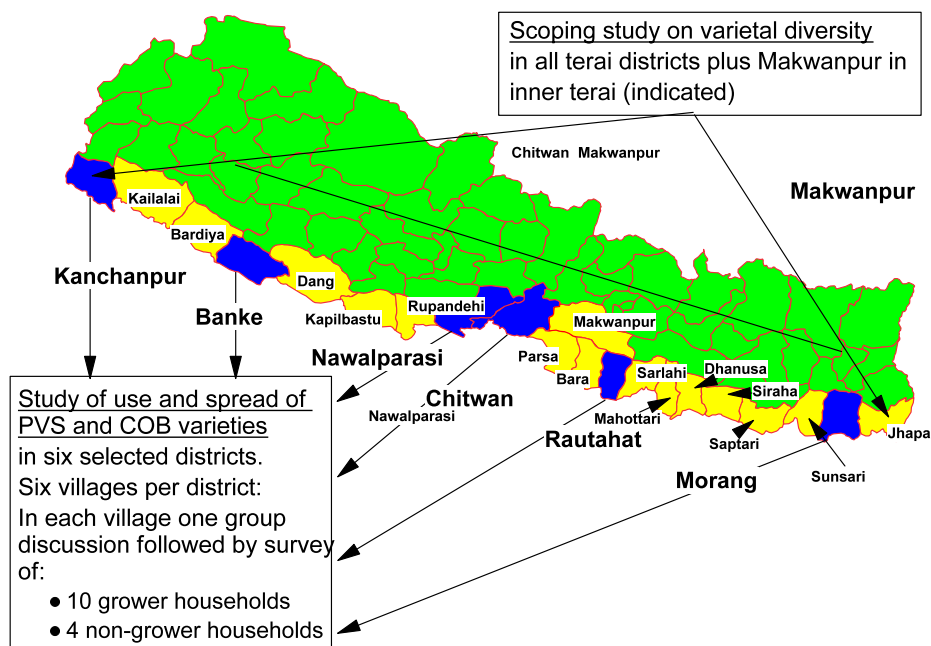 Scoping study on varietal diversity
in all terai districts plus Makwanpur in
inner terai (indicated)
Chitwan Makwanpur
Makwanpur
Kailalai
Bardiya
Kanchanpur
Dang
Banke
Kapilbastu
Rupandehi
Makwanpur
Nawalparasi
Parsa
Bara
Sarlahi
Dhanusa
Siraha
Chitwan
Nawalparasi
Mahottari
Rautahat
Saptari
Jhapa
Morang
Sunsari
Study of use and spread of
PVS and COB varieties
in six selected districts.
Six villages per district:
In each village one group
discussion followed by survey
of:
● 10 grower households
● 4 non-grower households